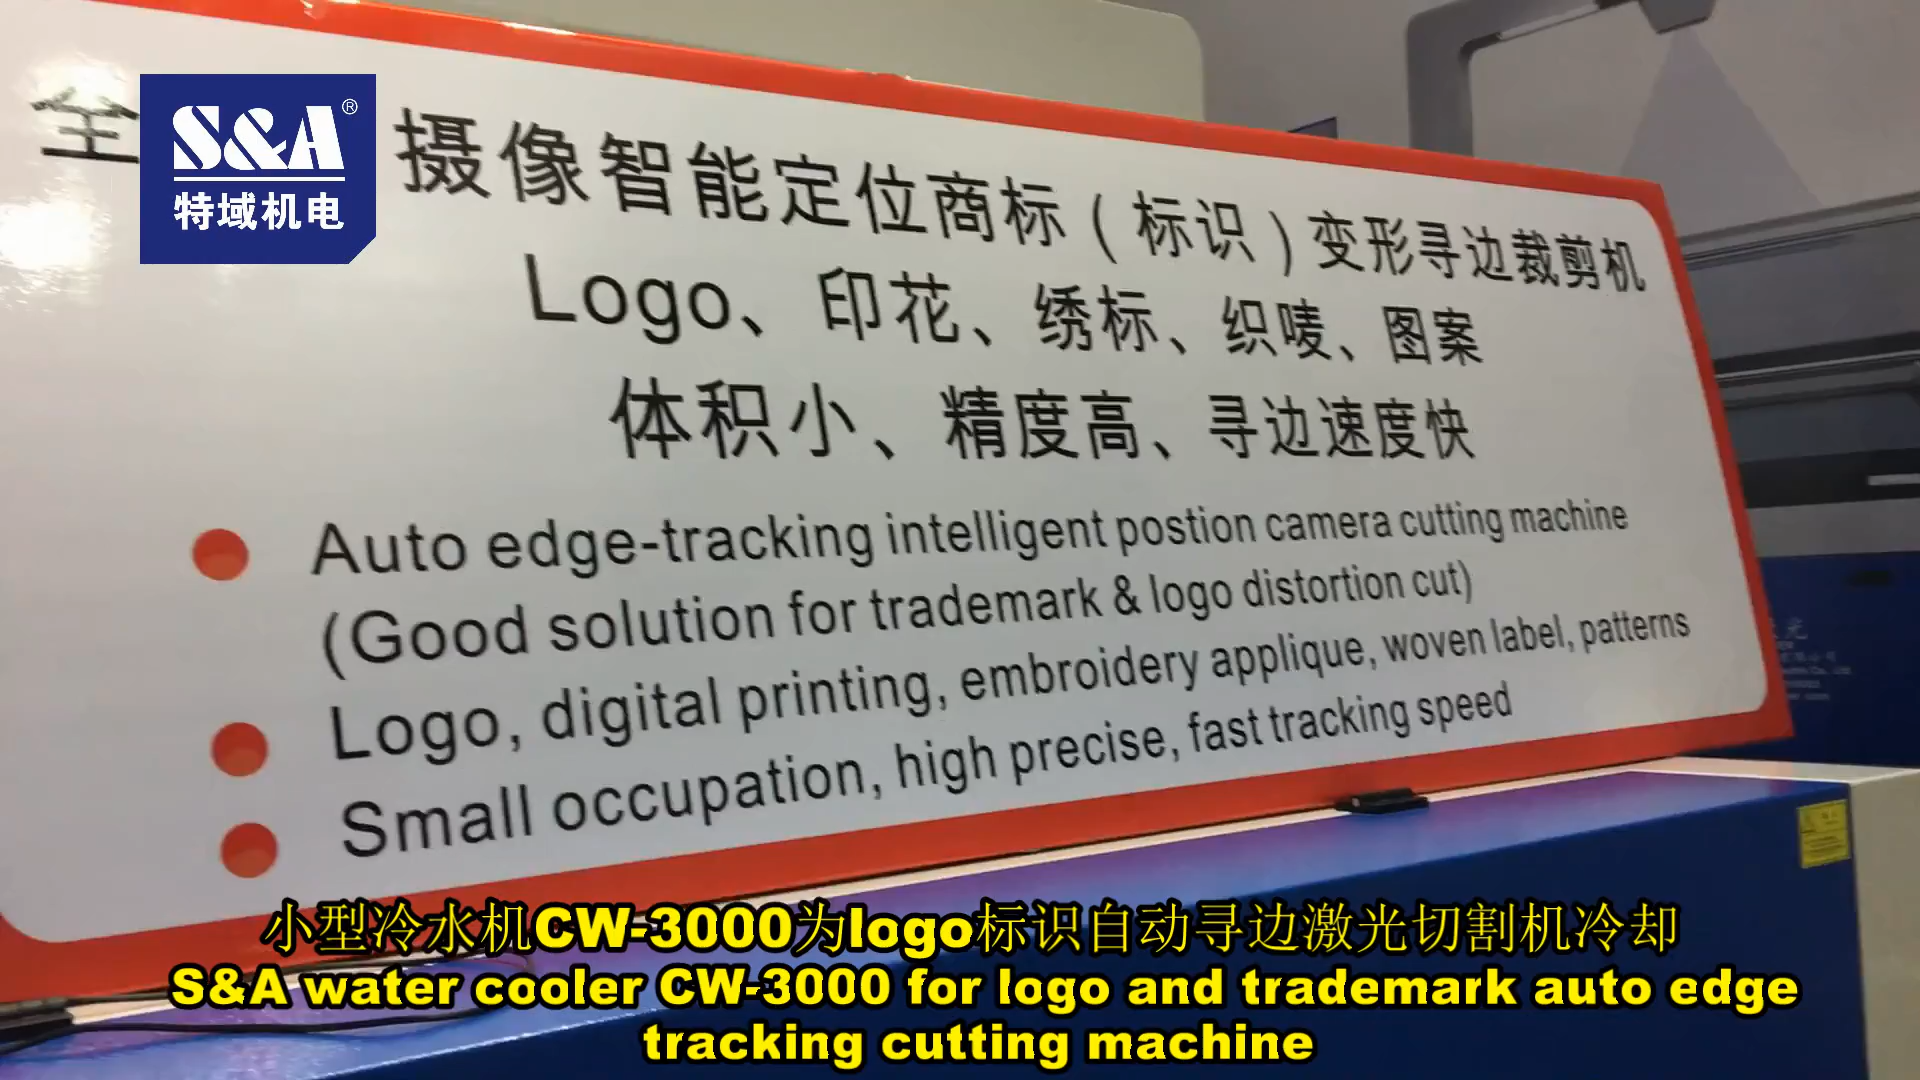 S&A®
特域机电
全
摄像智能定位商标(标识)变形寻边裁剪机
Logo、印花、绣标、织唛、图案
体积小、精度高、寻边速度快
Auto edge-tracking intelligent postion camera cutting machine
(Good solution for trademark & logo distortion cut)
Logo, digital printing, embroidery applique, woven label, patterns
Small occupation, high precise, fast tracking speed
小型冷水机CW-3000为logo标识自动寻边激光切割机冷却
S&A water cooler CW-3000 for logo and trademark auto edge
tracking cutting machine